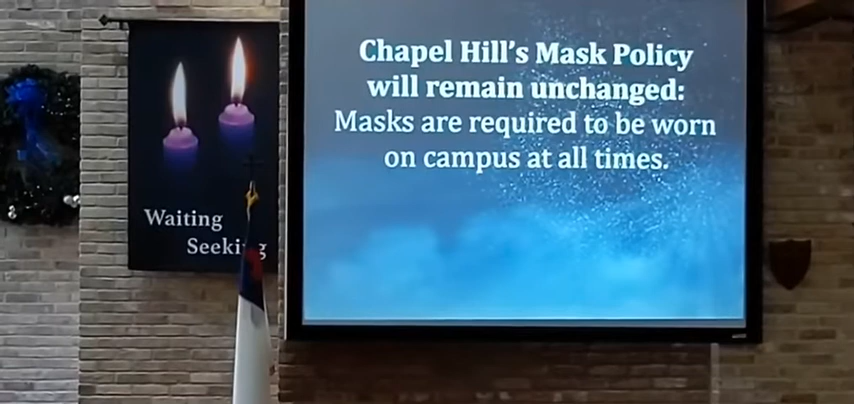 Waiting
Seeking
Chapel Hill's Mask Policy
will remain unchanged:
Masks are required to be worn
on campus at all times.